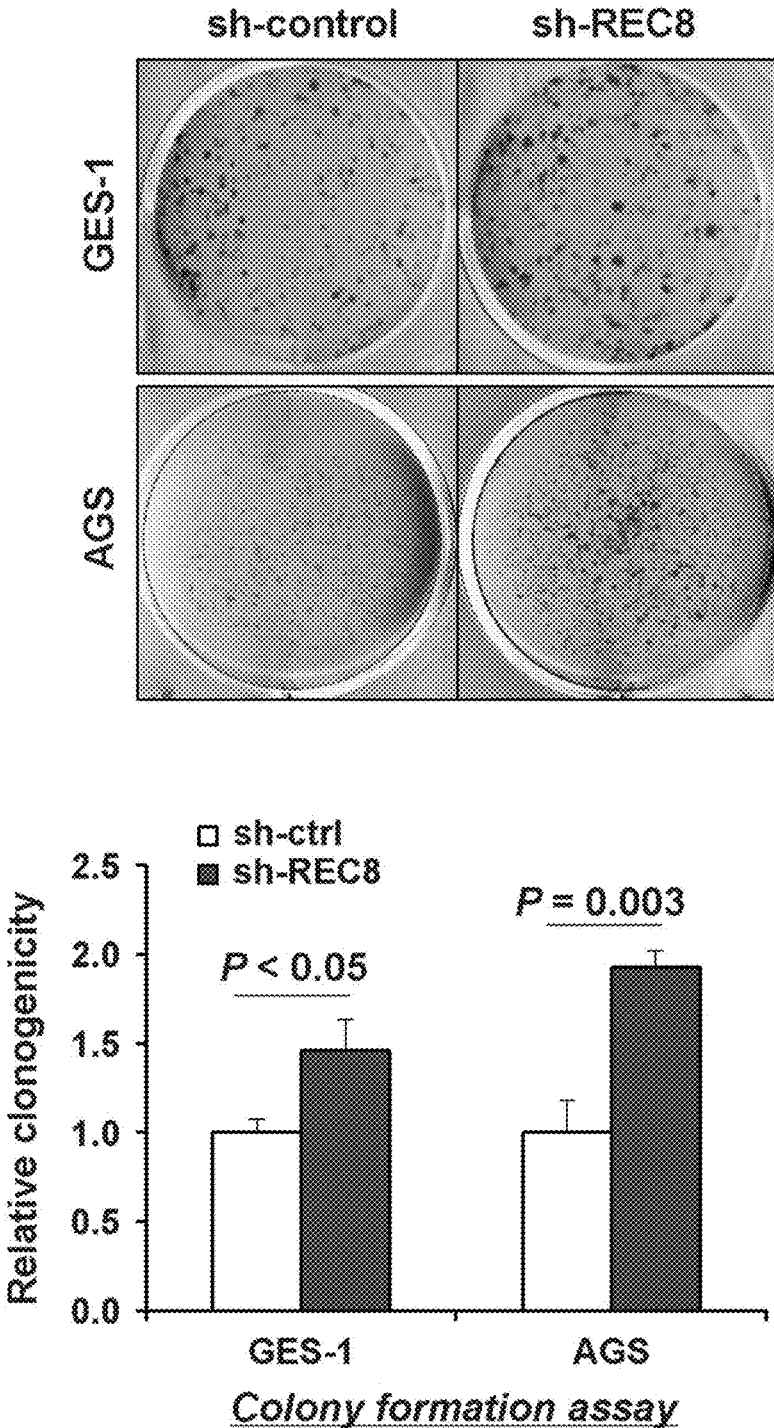 sh-control sh-REC8
GES-1
AGS
sh-ctrl
sh-REC8
Relative clonogenicity
2.5
2.0
1.5
1.0
0.5
0.0
P < 0.05
P = 0.003
GES-1 AGS
Colony formation assay